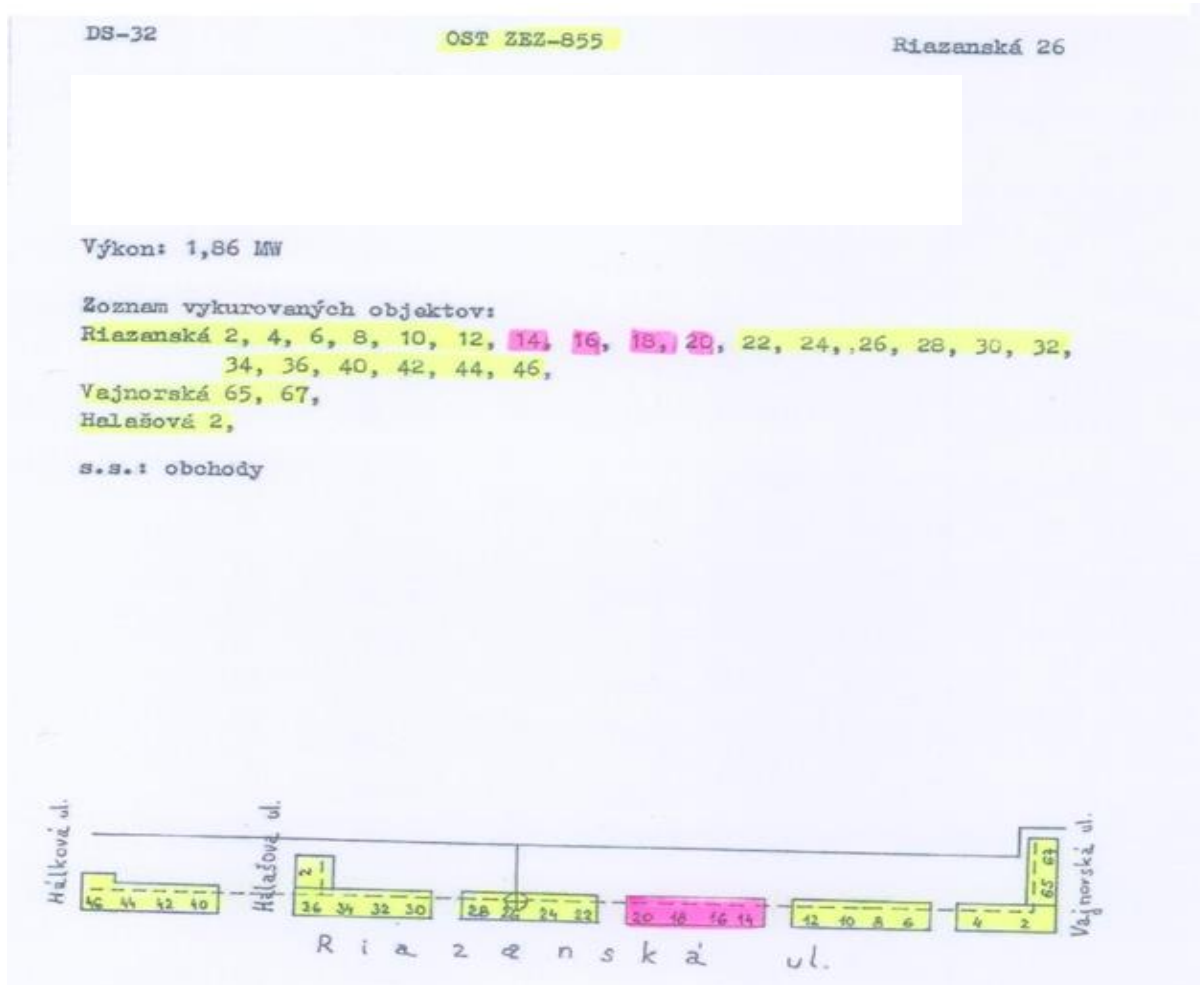 DS-32 OST ZEZ-855 Riazanská 26
Výkon: 1,86 MW
Zoznam vykurovaných objektov:
Riazanská 2, 4, 6, 8, 10, 12, 14, 16, 18, 20, 22, 24, 26, 28, 30, 32,
34, 36, 40, 42, 44, 46,
Vajnorská 65, 67,
Halašová 2,
s.s.: obchody
Hálková ul.
Halašova ul.
Vajnorská ul.
46 44 42 40
2
36 34 32 30
28 26 24 22
20 18 16 14
12 10 8 6
4 2
65 67
Riazanská ul.